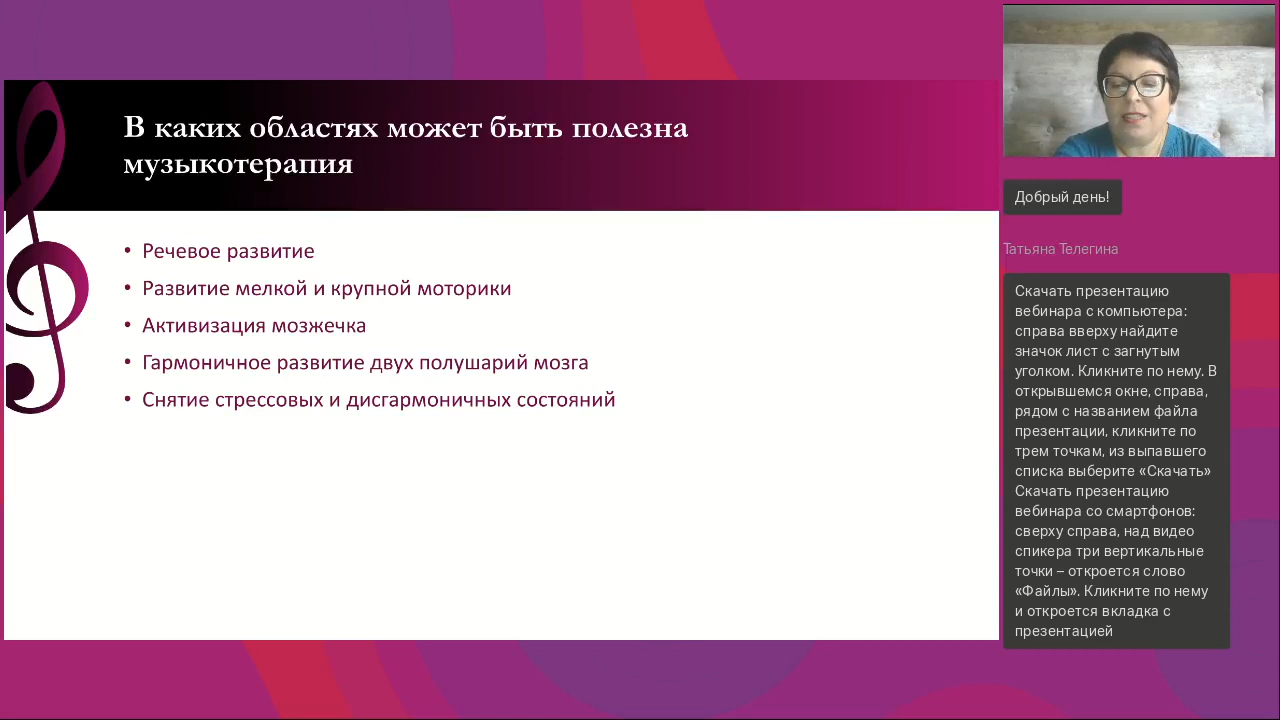 В каких областях может быть полезна
музыкотерапия
• Речевое развитие
• Развитие мелкой и крупной моторики
• Активизация мозжечка
• Гармоничное развитие двух полушарий мозга
• Снятие стрессовых и дисгармоничных состояний
Добрый день!
Татьяна Телегина
Скачать презентацию
вебинара с компьютера:
справа вверху найдите
значок лист с загнутым
уголком. Кликните по нему. В
открывшемся окне, справа,
рядом с названием файла
презентации, кликните по
трем точкам, из выпавшего
списка выберите «Скачать»
Скачать презентацию
вебинара со смартфонов:
сверху справа, над видео
спикера три вертикальные
точки – откроется слово
«Файлы». Кликните по нему
и откроется вкладка с
презентацией